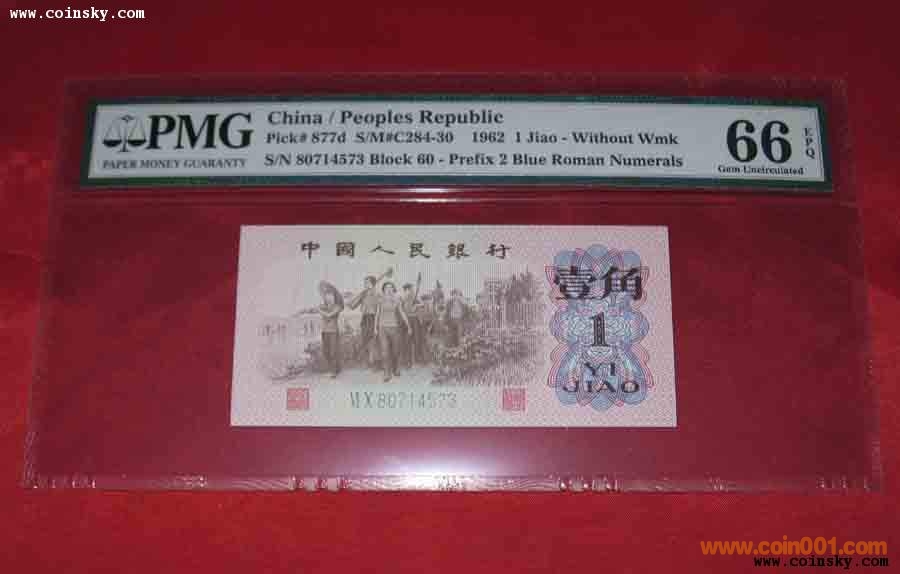 www.coinsky.com
PMG
PAPER MONEY GUARANTY
China / Peoples Republic
Pick# 877d S/M#C284-30 1962 1 Jiao - Without Wmk
S/N 80714573 Block 60 - Prefix 2 Blue Roman Numerals
66 EPQ
Gem Uncirculated
中國人民銀行
壹角
1
YI
JIAO
VI X 80714573
www.coin001.com
www.coinsky.com